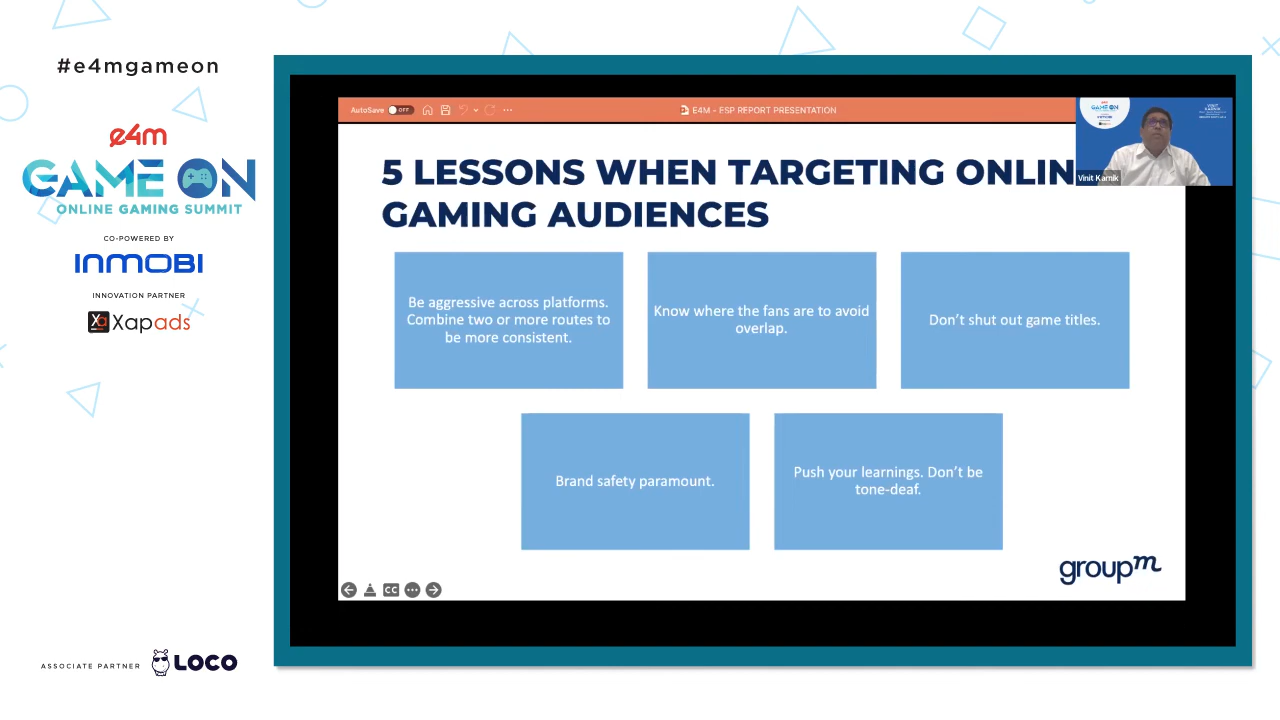 #e4mgameon
e4m
GAME ON
ONLINE GAMING SUMMIT
CO-POWERED BY
INMOBI
INNOVATION PARTNER
Xa Xapads
ASSOCIATE PARTNER
LOCO
AutoSave OFF
E4M - ESP REPORT PRESENTATION
Vinit Karnik
5 LESSONS WHEN TARGETING ONLIN
GAMING AUDIENCES
Be aggressive across platforms.
Combine two or more routes to
be more consistent.
Know where the fans are to avoid
overlap.
Don't shut out game titles.
Brand safety paramount.
Push your learnings. Don't be
tone-deaf.
CC
groupm